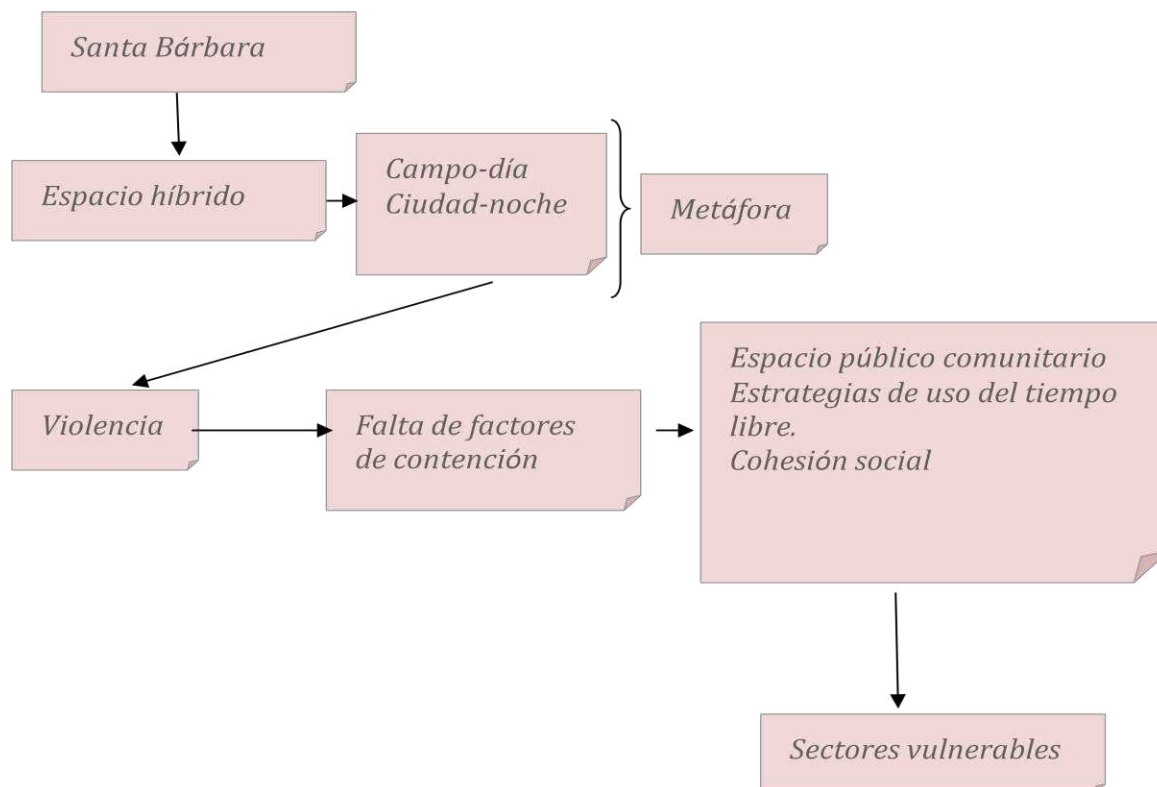 Santa Bárbara
Espacio híbrido
Campo-día
Ciudad-noche
Metáfora
Violencia
Falta de factores
de contención
Espacio público comunitario
Estrategias de uso del tiempo
libre.
Cohesión social
Sectores vulnerables